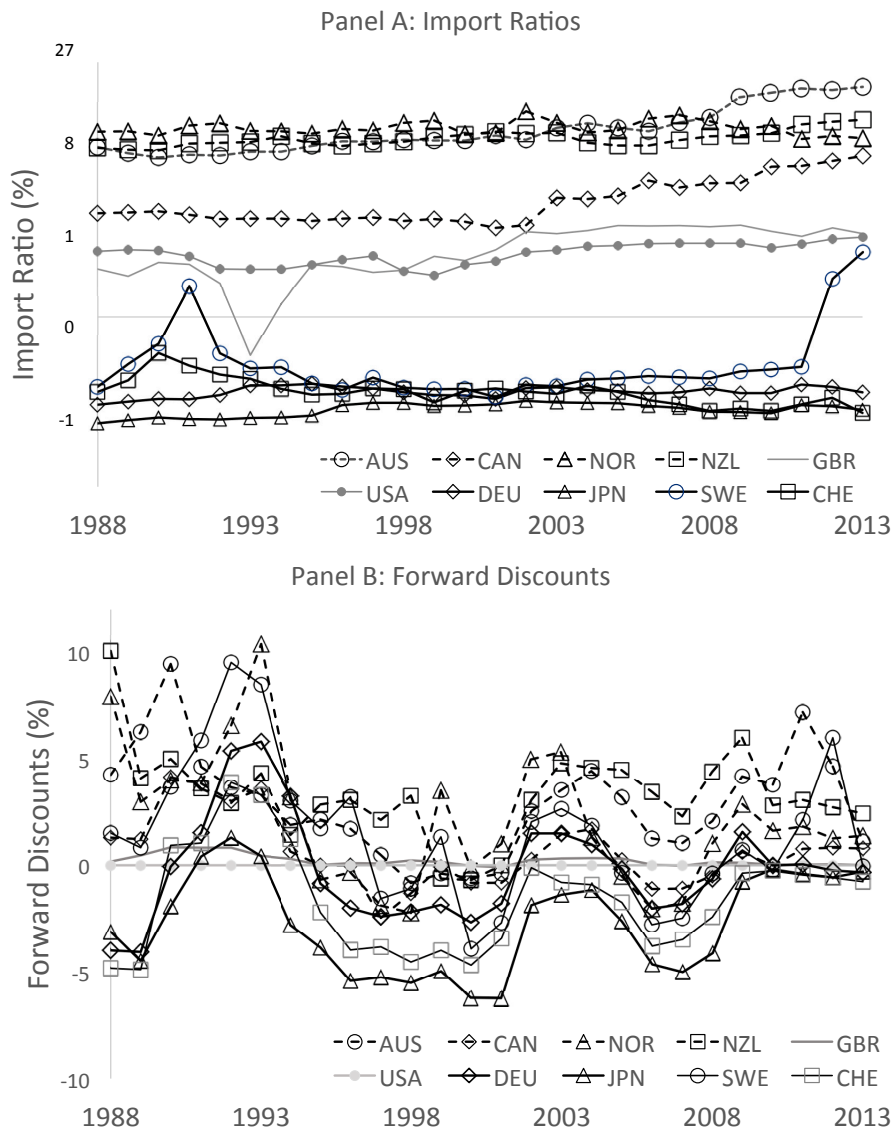 Panel A: Import Ratios
27
8
1
0
-1
Import Ratio (%)
AUS CAN NOR NZL GBR
USA DEU JPN SWE CHE
1988 1993 1998 2003 2008 2013
Panel B: Forward Discounts
10
5
0
-5
-10
Forward Discounts (%)
AUS CAN NOR NZL GBR
USA DEU JPN SWE CHE
1988 1993 1998 2003 2008 2013